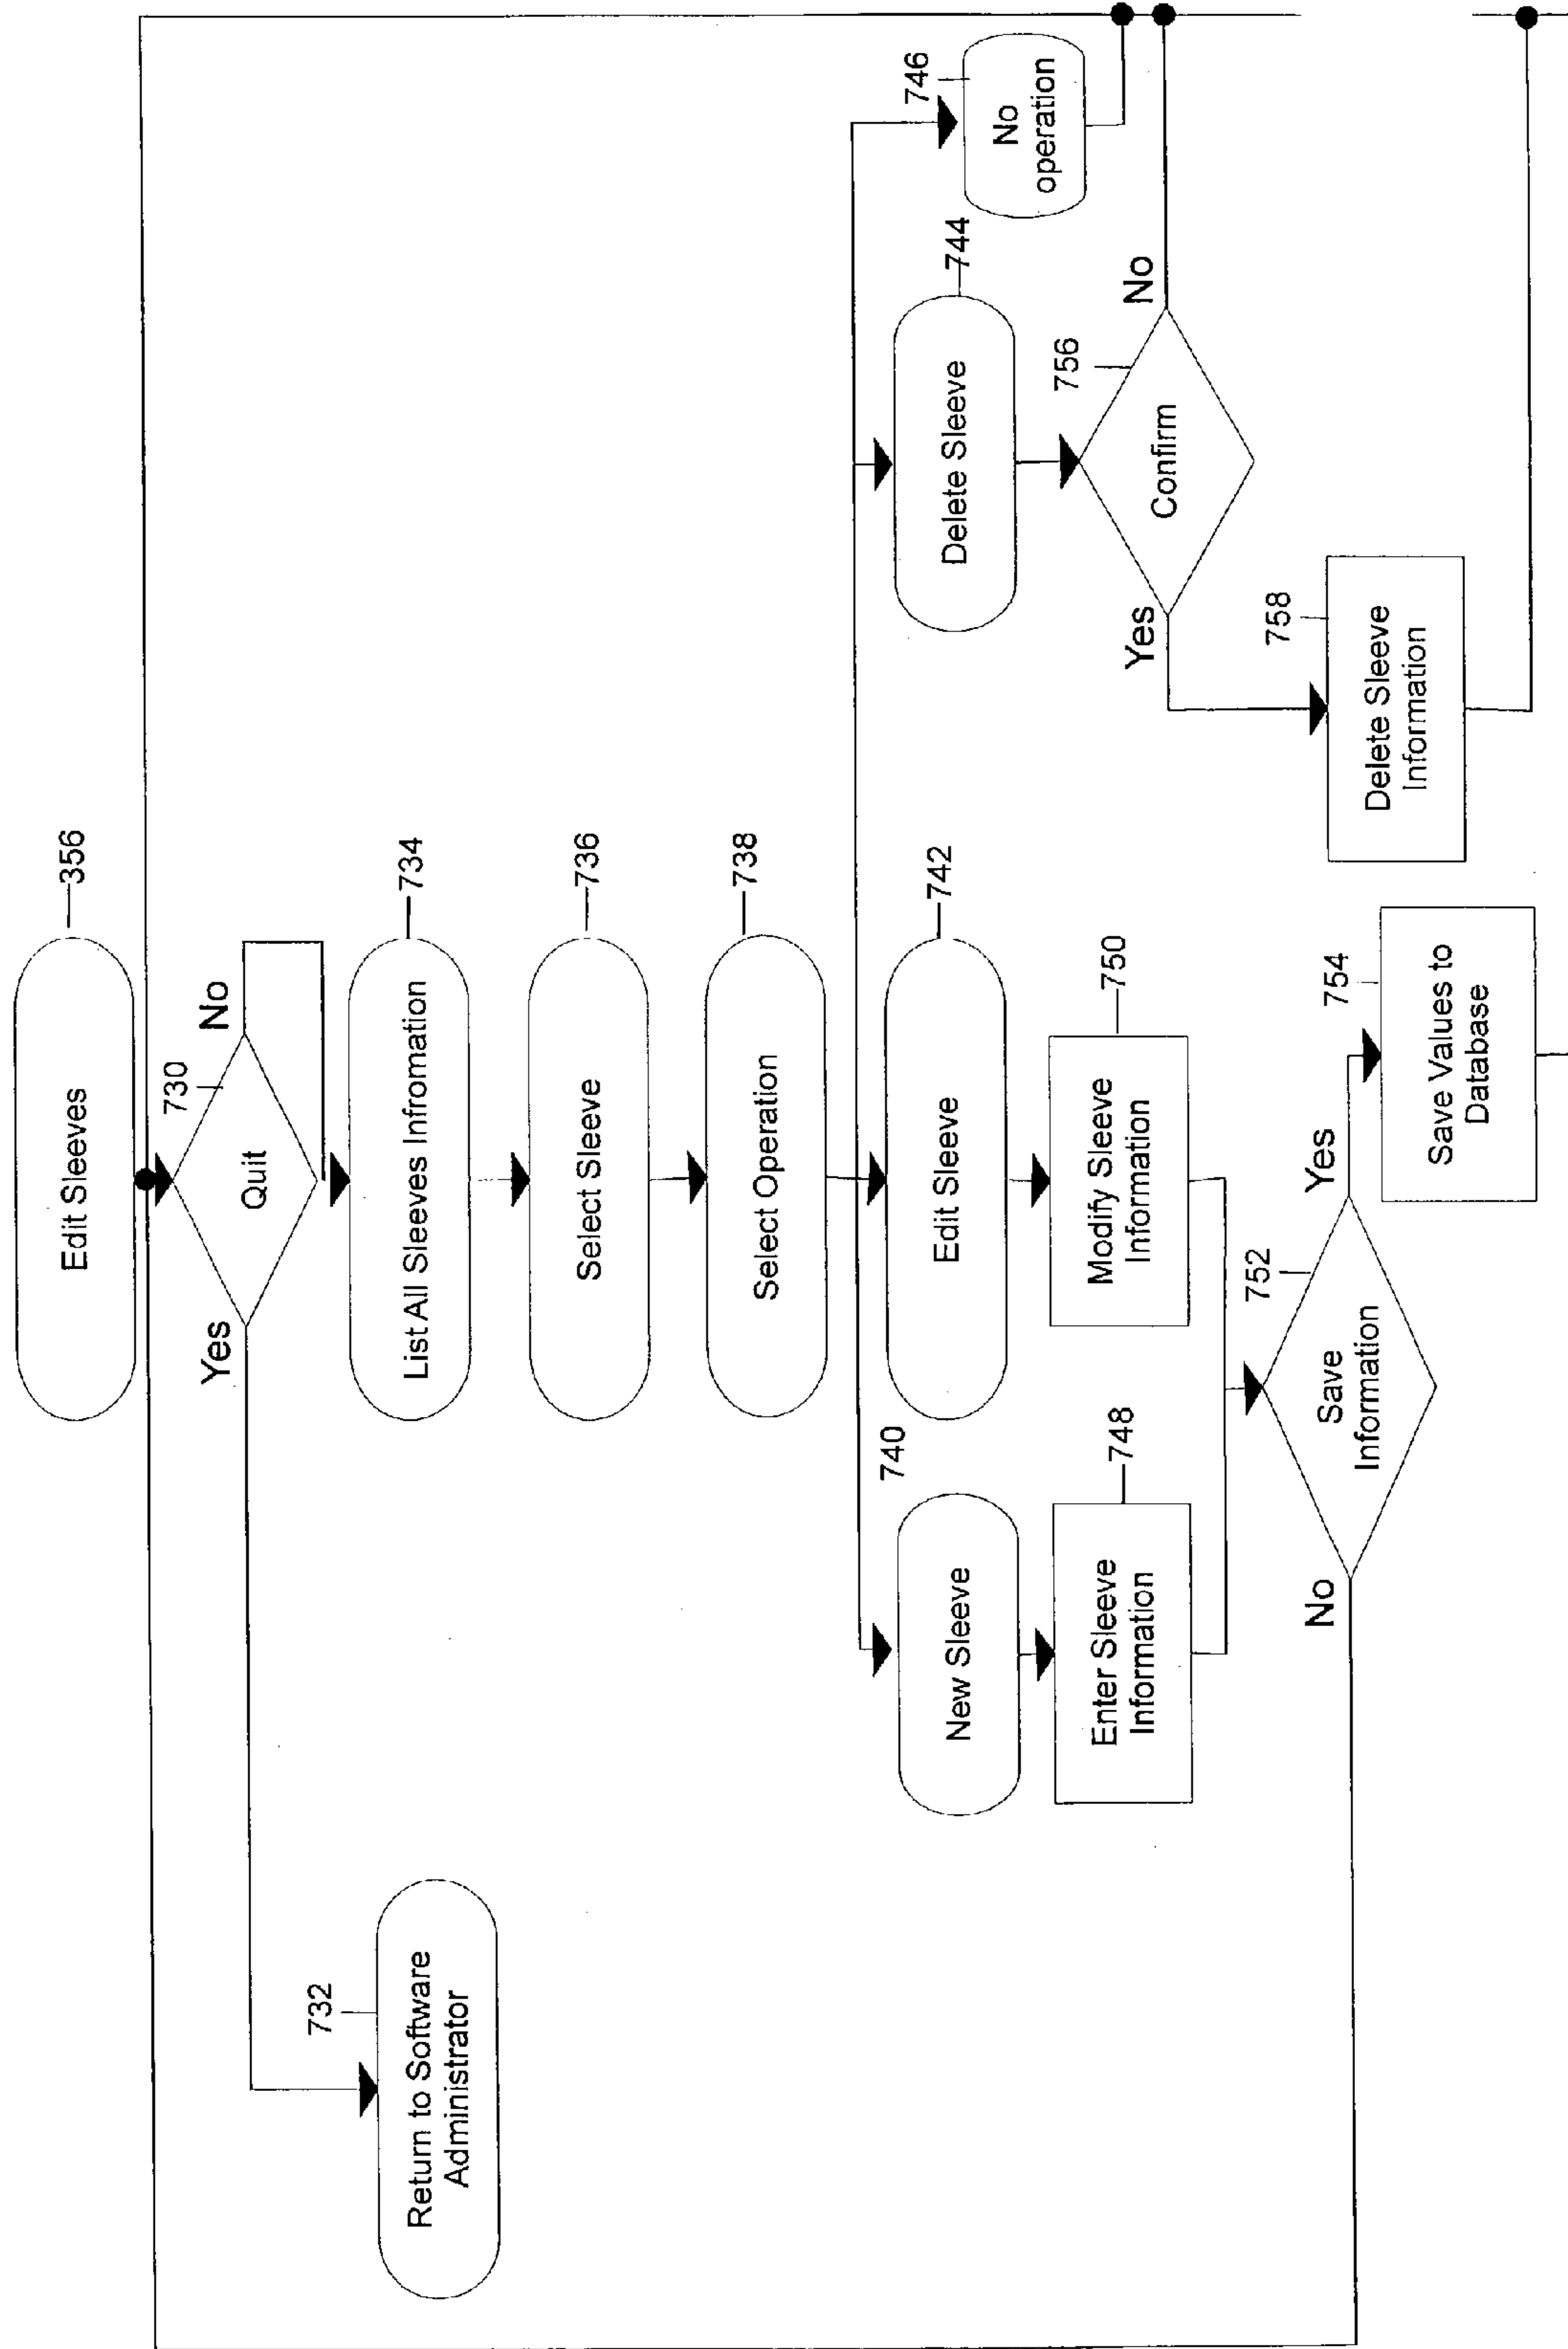 Edit Sleeves
356
730
Quit
Yes
No
732
Return to Software
Administrator
List All Sleeves Infromation
734
Select Sleeve
736
Select Operation
738
740
New Sleeve
Edit Sleeve
742
Delete Sleeve
744
746
No
operation
Enter Sleeve
Information
748
Modify Sleeve
Information
750
756
Confirm
Yes
No
752
Save
Information
No
Yes
754
Save Values to
Database
758
Delete Sleeve
Information